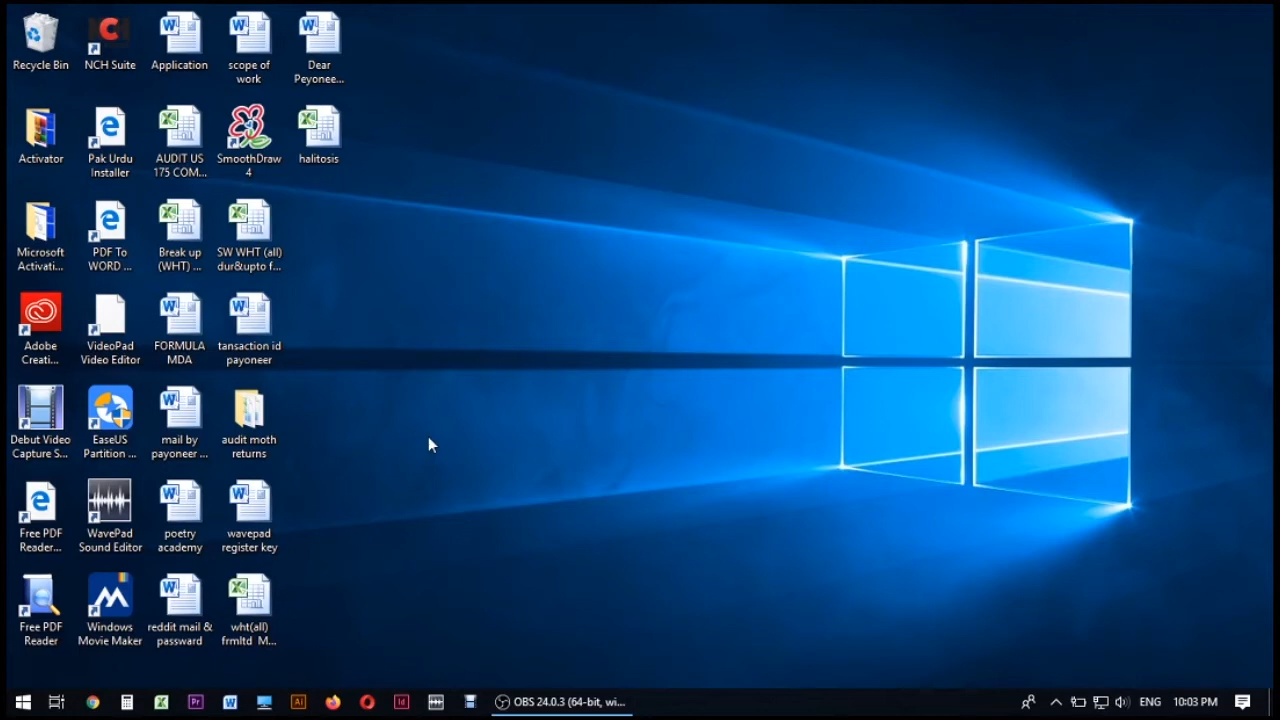 Recycle Bin
NCH Suite
Application
scope of
work
Dear
Peyonee...
Activator
Pak Urdu
Installer
AUDIT US
175 COM...
SmoothDraw
4
halitosis
Microsoft
Activati...
PDF To
WORD ...
Break up
(WHT) ...
SW WHT (all)
dur&upto f...
Adobe
Creati...
VideoPad
Video Editor
FORMULA
MDA
tansaction id
payoneer
Debut Video
Capture S...
EaseUS
Partition ...
mail by
payoneer ...
audit moth
returns
Free PDF
Reader...
WavePad
Sound Editor
poetry
academy
wavepad
register key
Free PDF
Reader
Windows
Movie Maker
reddit mail &
passward
wht(all)
frmltd M...
OBS 24.0.3 (64-bit, wi...
ENG
10:03 PM